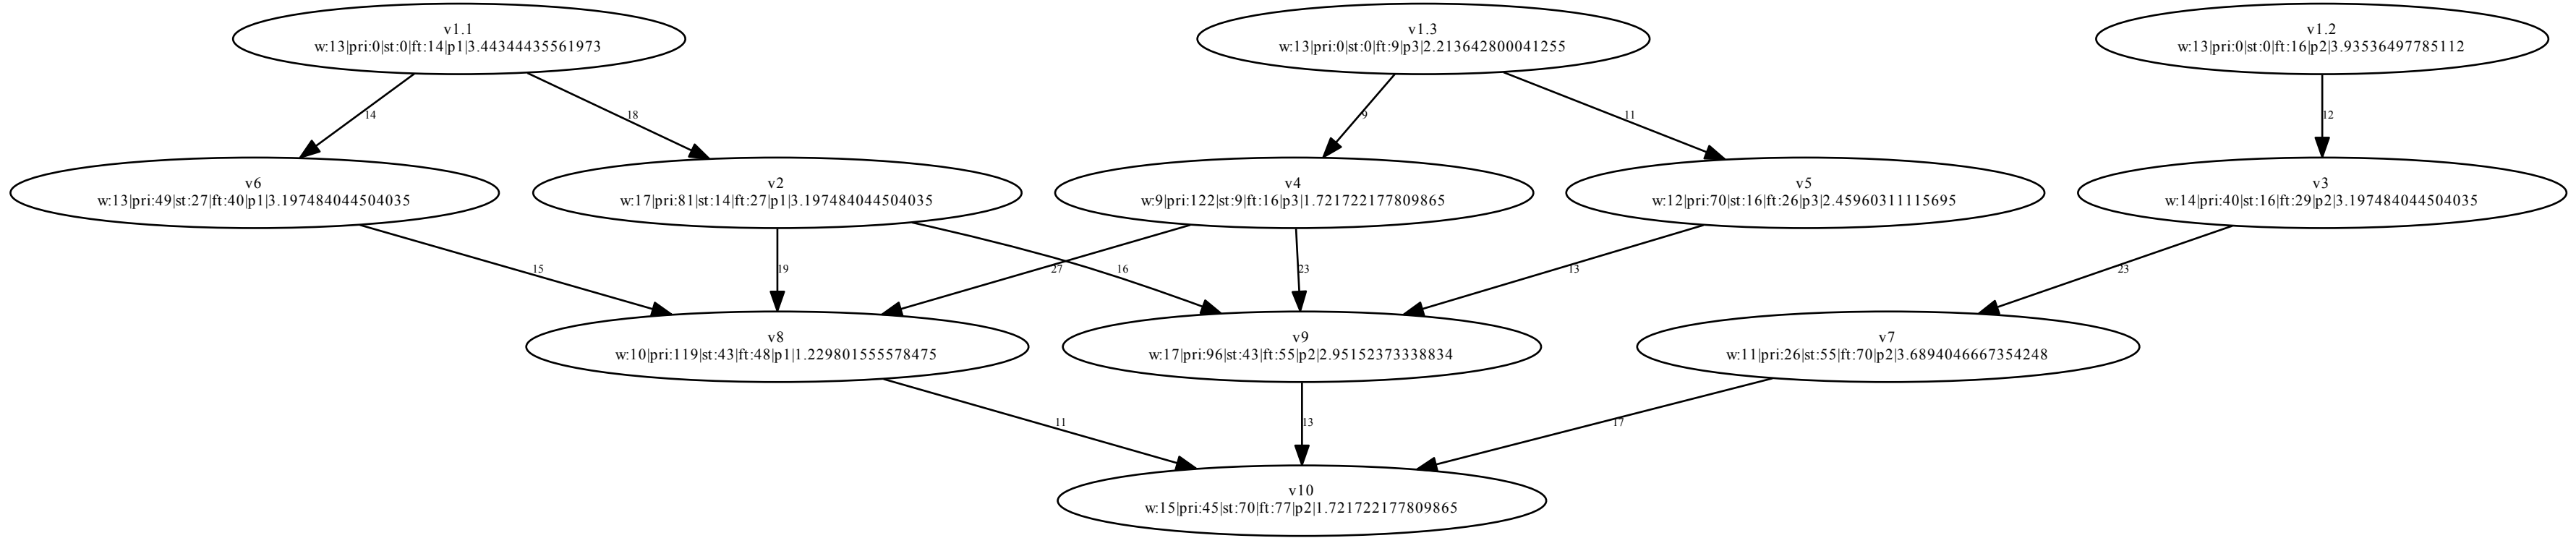 v1.1
w:13|pri:0|st:0|ft:14|p1|3.44344435561973
v1.3
w:13|pri:0|st:0|ft:9|p3|2.213642800041255
v1.2
w:13|pri:0|st:0|ft:16|p2|3.93536497785112
14
18
9
11
12
v6
w:13|pri:49|st:27|ft:40|p1|3.197484044504035
v2
w:17|pri:81|st:14|ft:27|p1|3.197484044504035
v4
w:9|pri:122|st:9|ft:16|p3|1.721722177809865
v5
w:12|pri:70|st:16|ft:26|p3|2.45960311115695
v3
w:14|pri:40|st:16|ft:29|p2|3.197484044504035
15
19
27
16
23
13
23
v8
w:10|pri:119|st:43|ft:48|p1|1.229801555578475
v9
w:17|pri:96|st:43|ft:55|p2|2.95152373338834
v7
w:11|pri:26|st:55|ft:70|p2|3.6894046667354248
11
13
17
v10
w:15|pri:45|st:70|ft:77|p2|1.721722177809865